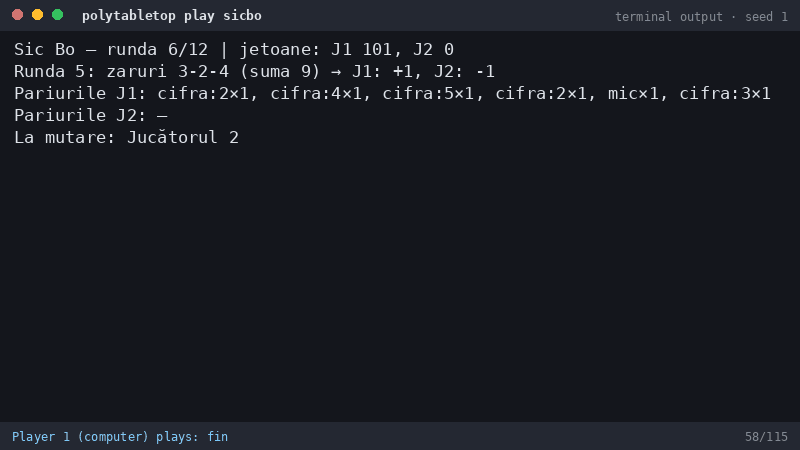 polytabletop play sicbo
terminal output · seed 1
Sic Bo — runda 6/12 | jetoane: J1 101, J2 0
Runda 5: zaruri 3-2-4 (suma 9) → J1: +1, J2: -1
Pariurile J1: cifra:2×1, cifra:4×1, cifra:5×1, cifra:2×1, mic×1, cifra:3×1
Pariurile J2: —
La mutare: Jucătorul 2
Player 1 (computer) plays: fin
58/115